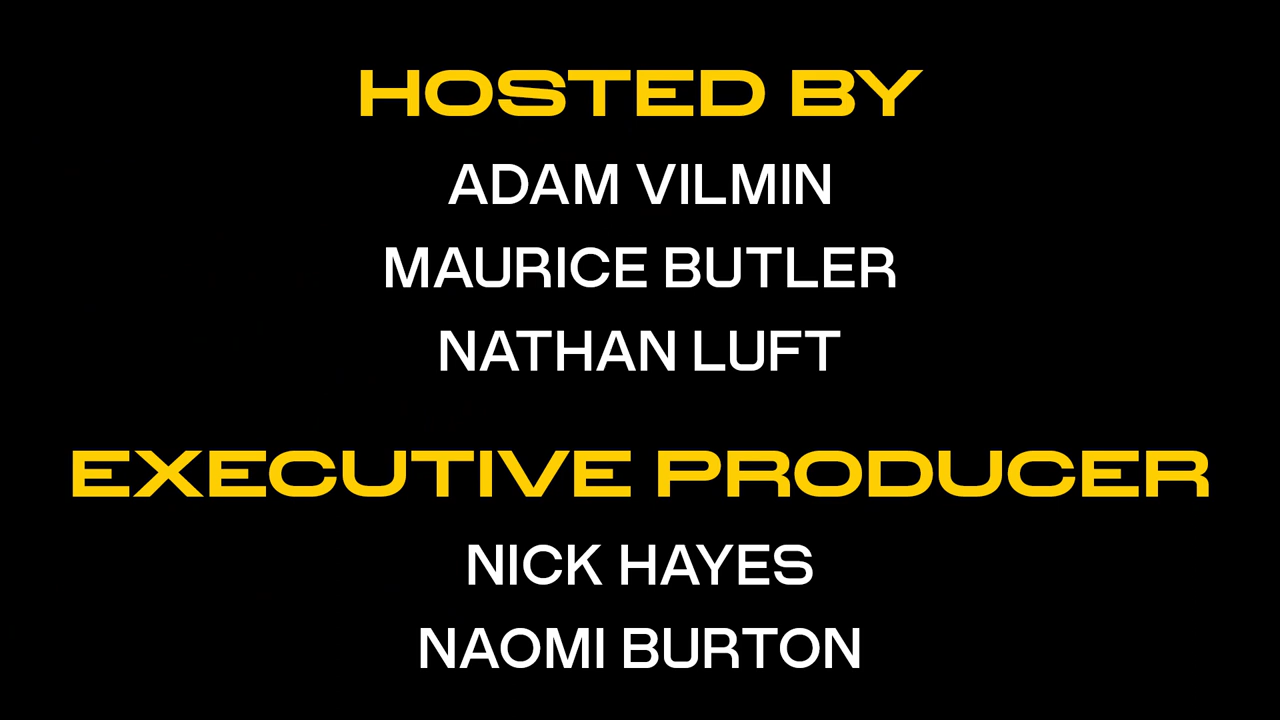 HOSTED BY
ADAM VILMIN
MAURICE BUTLER
NATHAN LUFT
EXECUTIVE PRODUCER
NICK HAYES
NAOMI BURTON